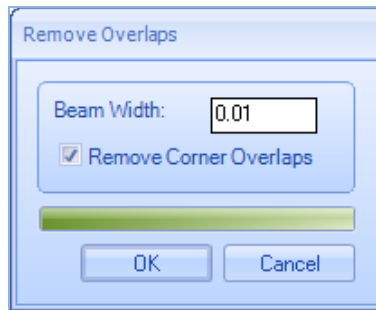 Remove Overlaps
Beam Width: 0.01
Remove Corner Overlaps
OK Cancel